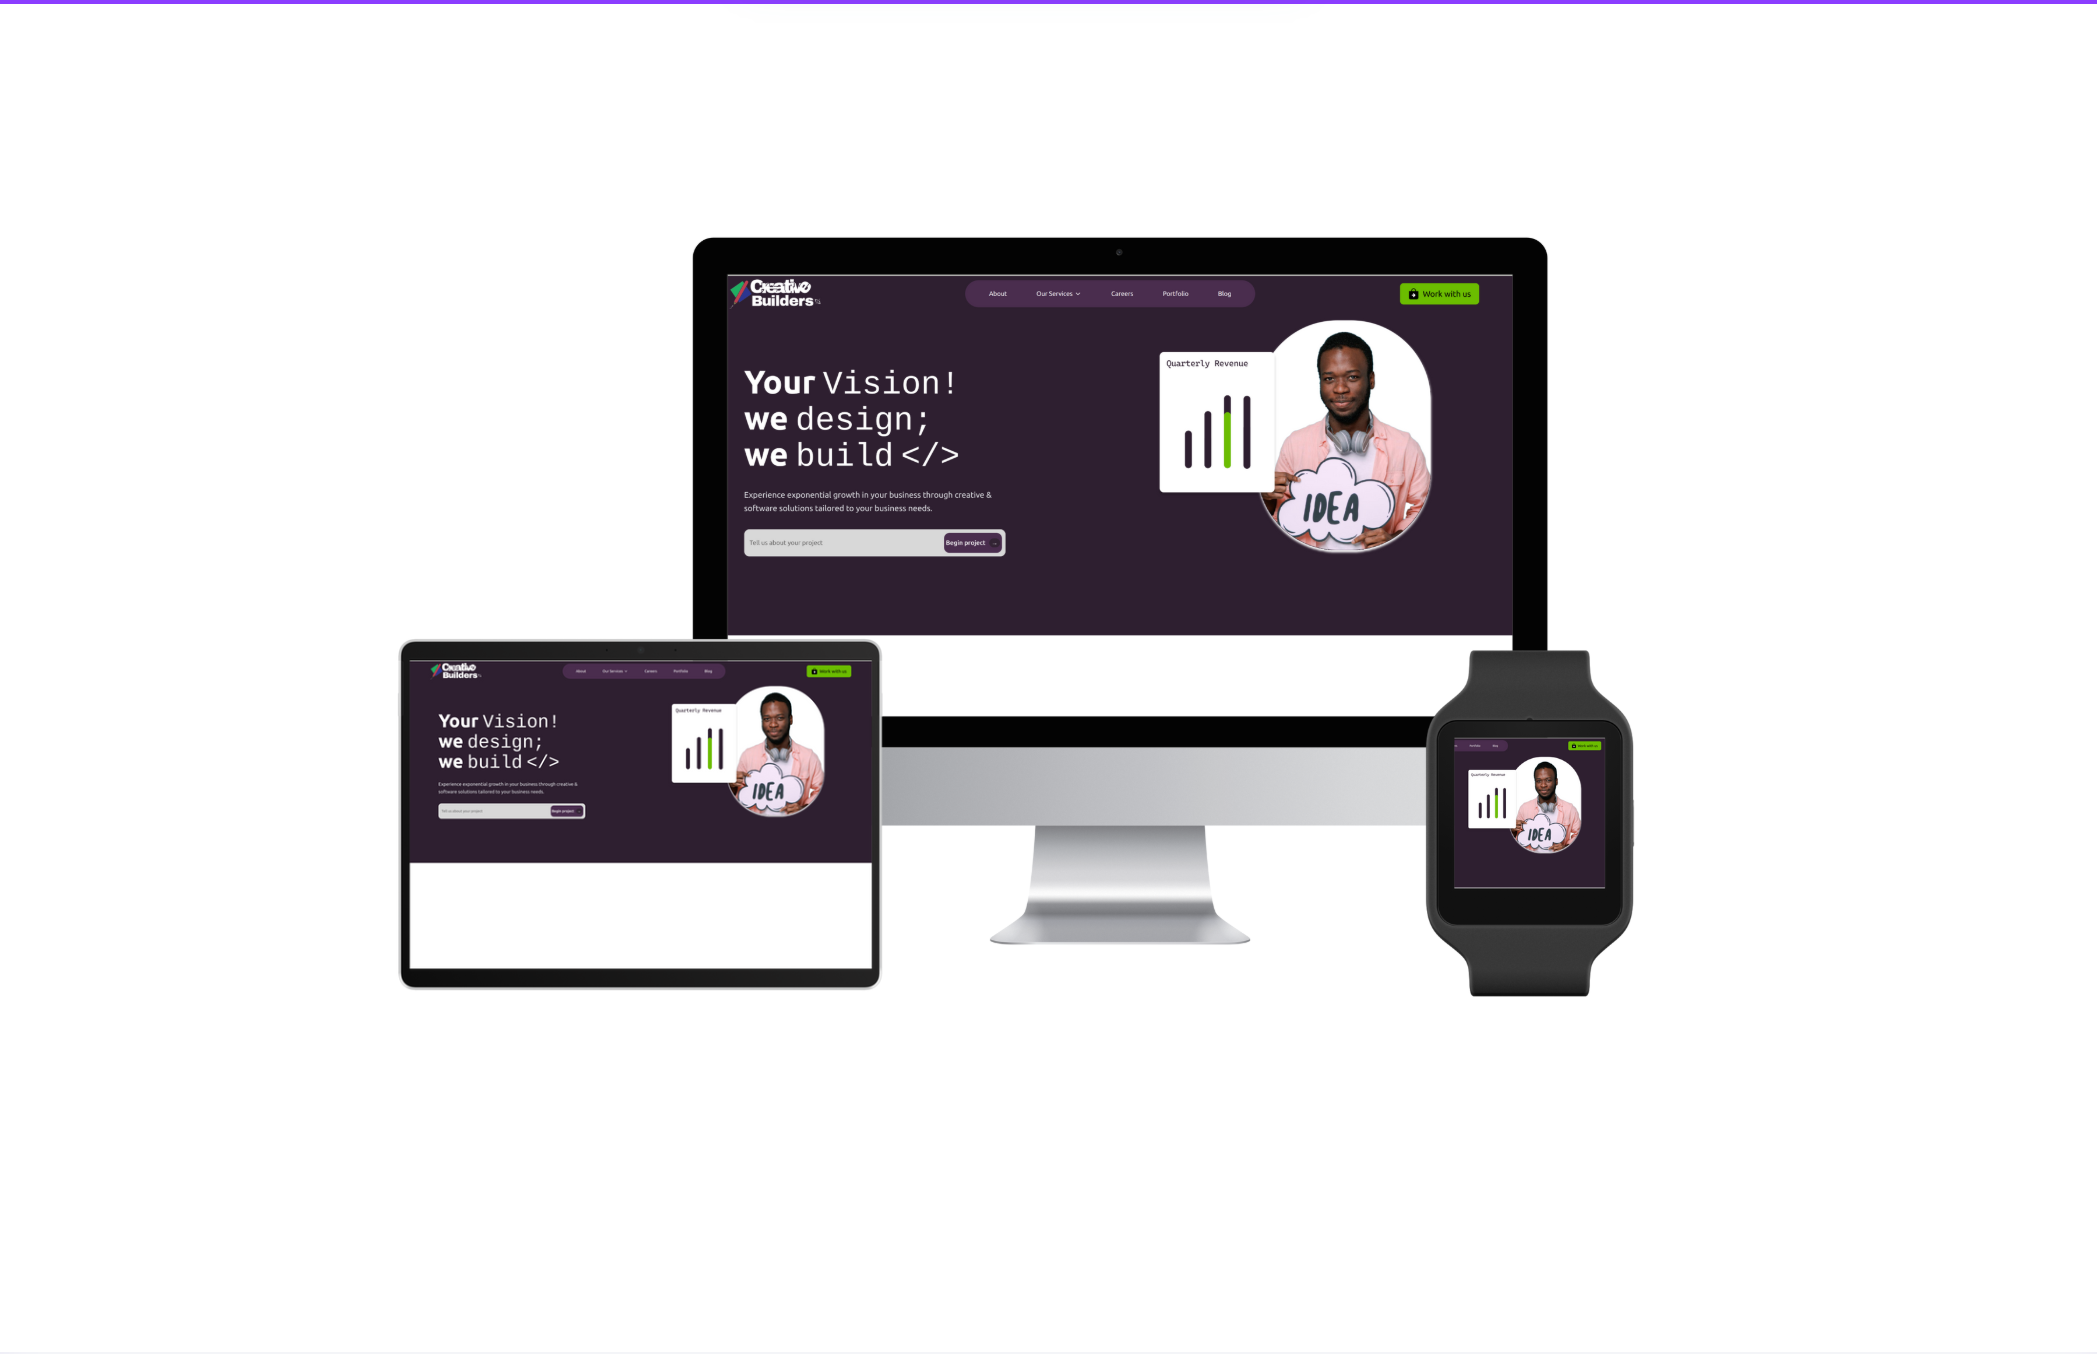 Creative
Builders
About Our Services Careers Portfolio Blog
Work with us
Your Vision!
we design;
we build </>
Experience exponential growth in your business through creative &
software solutions tailored to your business needs.
Tell us about your project
Begin project →
Quarterly Revenue
IDEA
Creative
Builders
About Our Services Careers Portfolio Blog
Work with us
Your Vision!
we design;
we build </>
Experience exponential growth in your business through creative &
software solutions tailored to your business needs.
Tell us about your project
Begin project
Quarterly Revenue
IDEA
Portfolio Blog
Work with us
Quarterly Revenue
IDEA